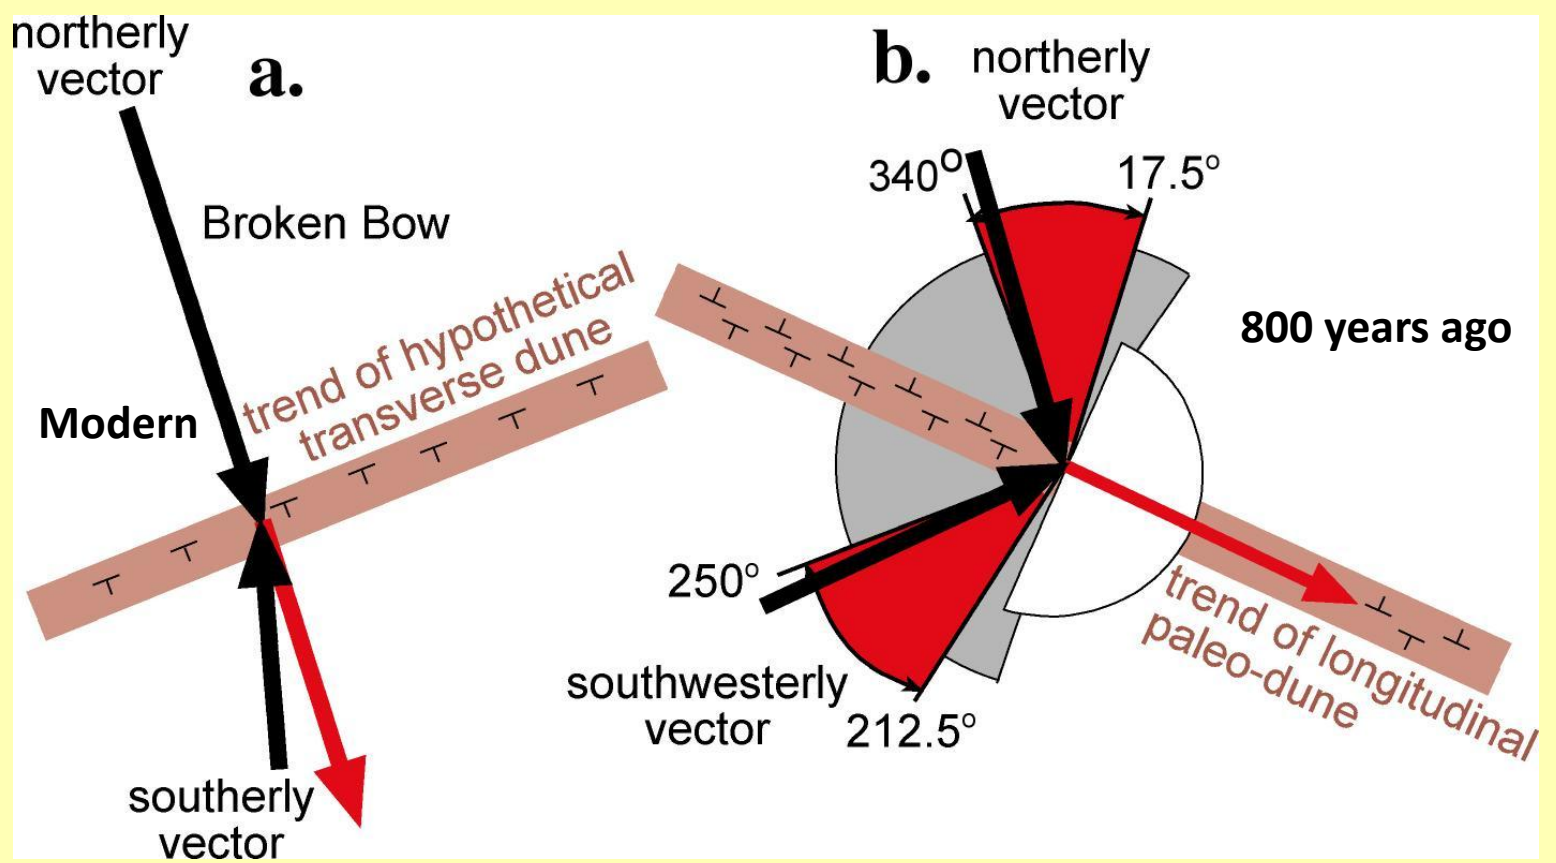 northerly
vector
a.
Broken Bow
trend of hypothetical
transverse dune
Modern
southerly
vector
b.
northerly
vector
340°
17.5°
800 years ago
250°
southwesterly
vector
212.5°
trend of longitudinal
paleo-dune